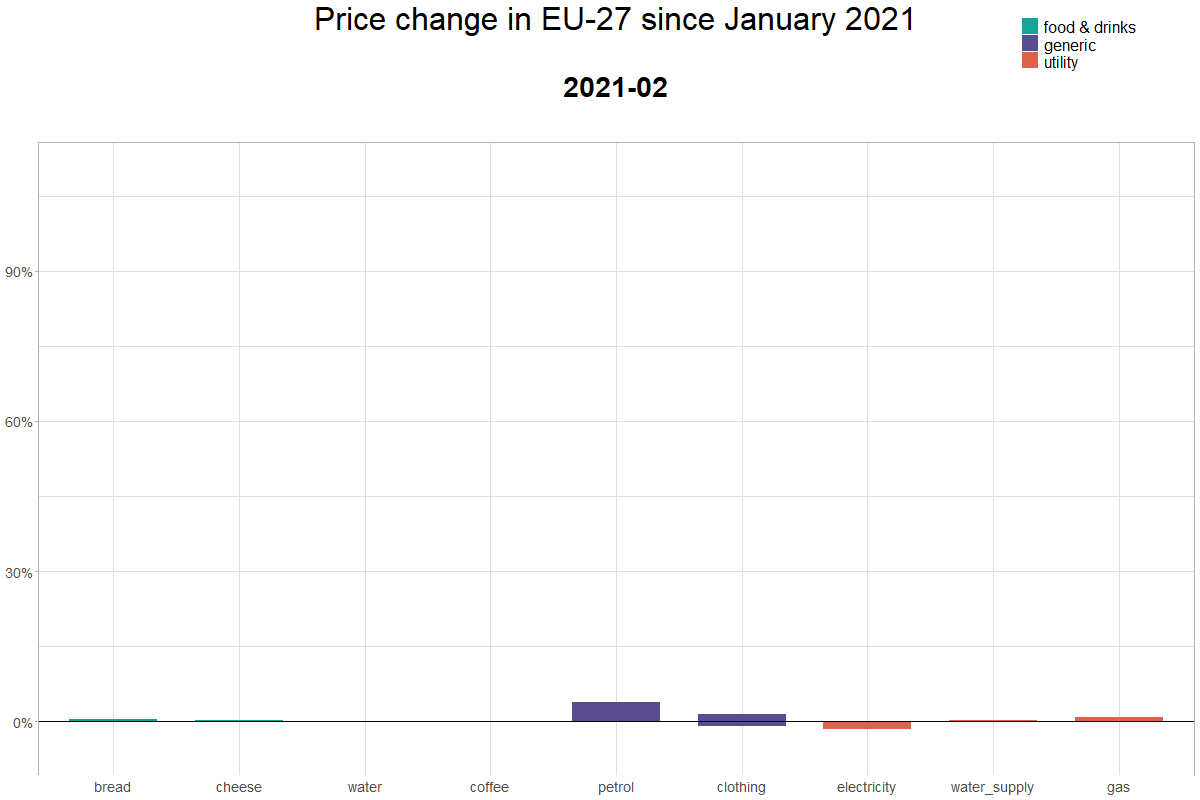 Price change in EU-27 since January 2021
food & drinks
generic
utility
2021-02
90%
60%
30%
0%
bread cheese water coffee petrol clothing electricity water_supply gas